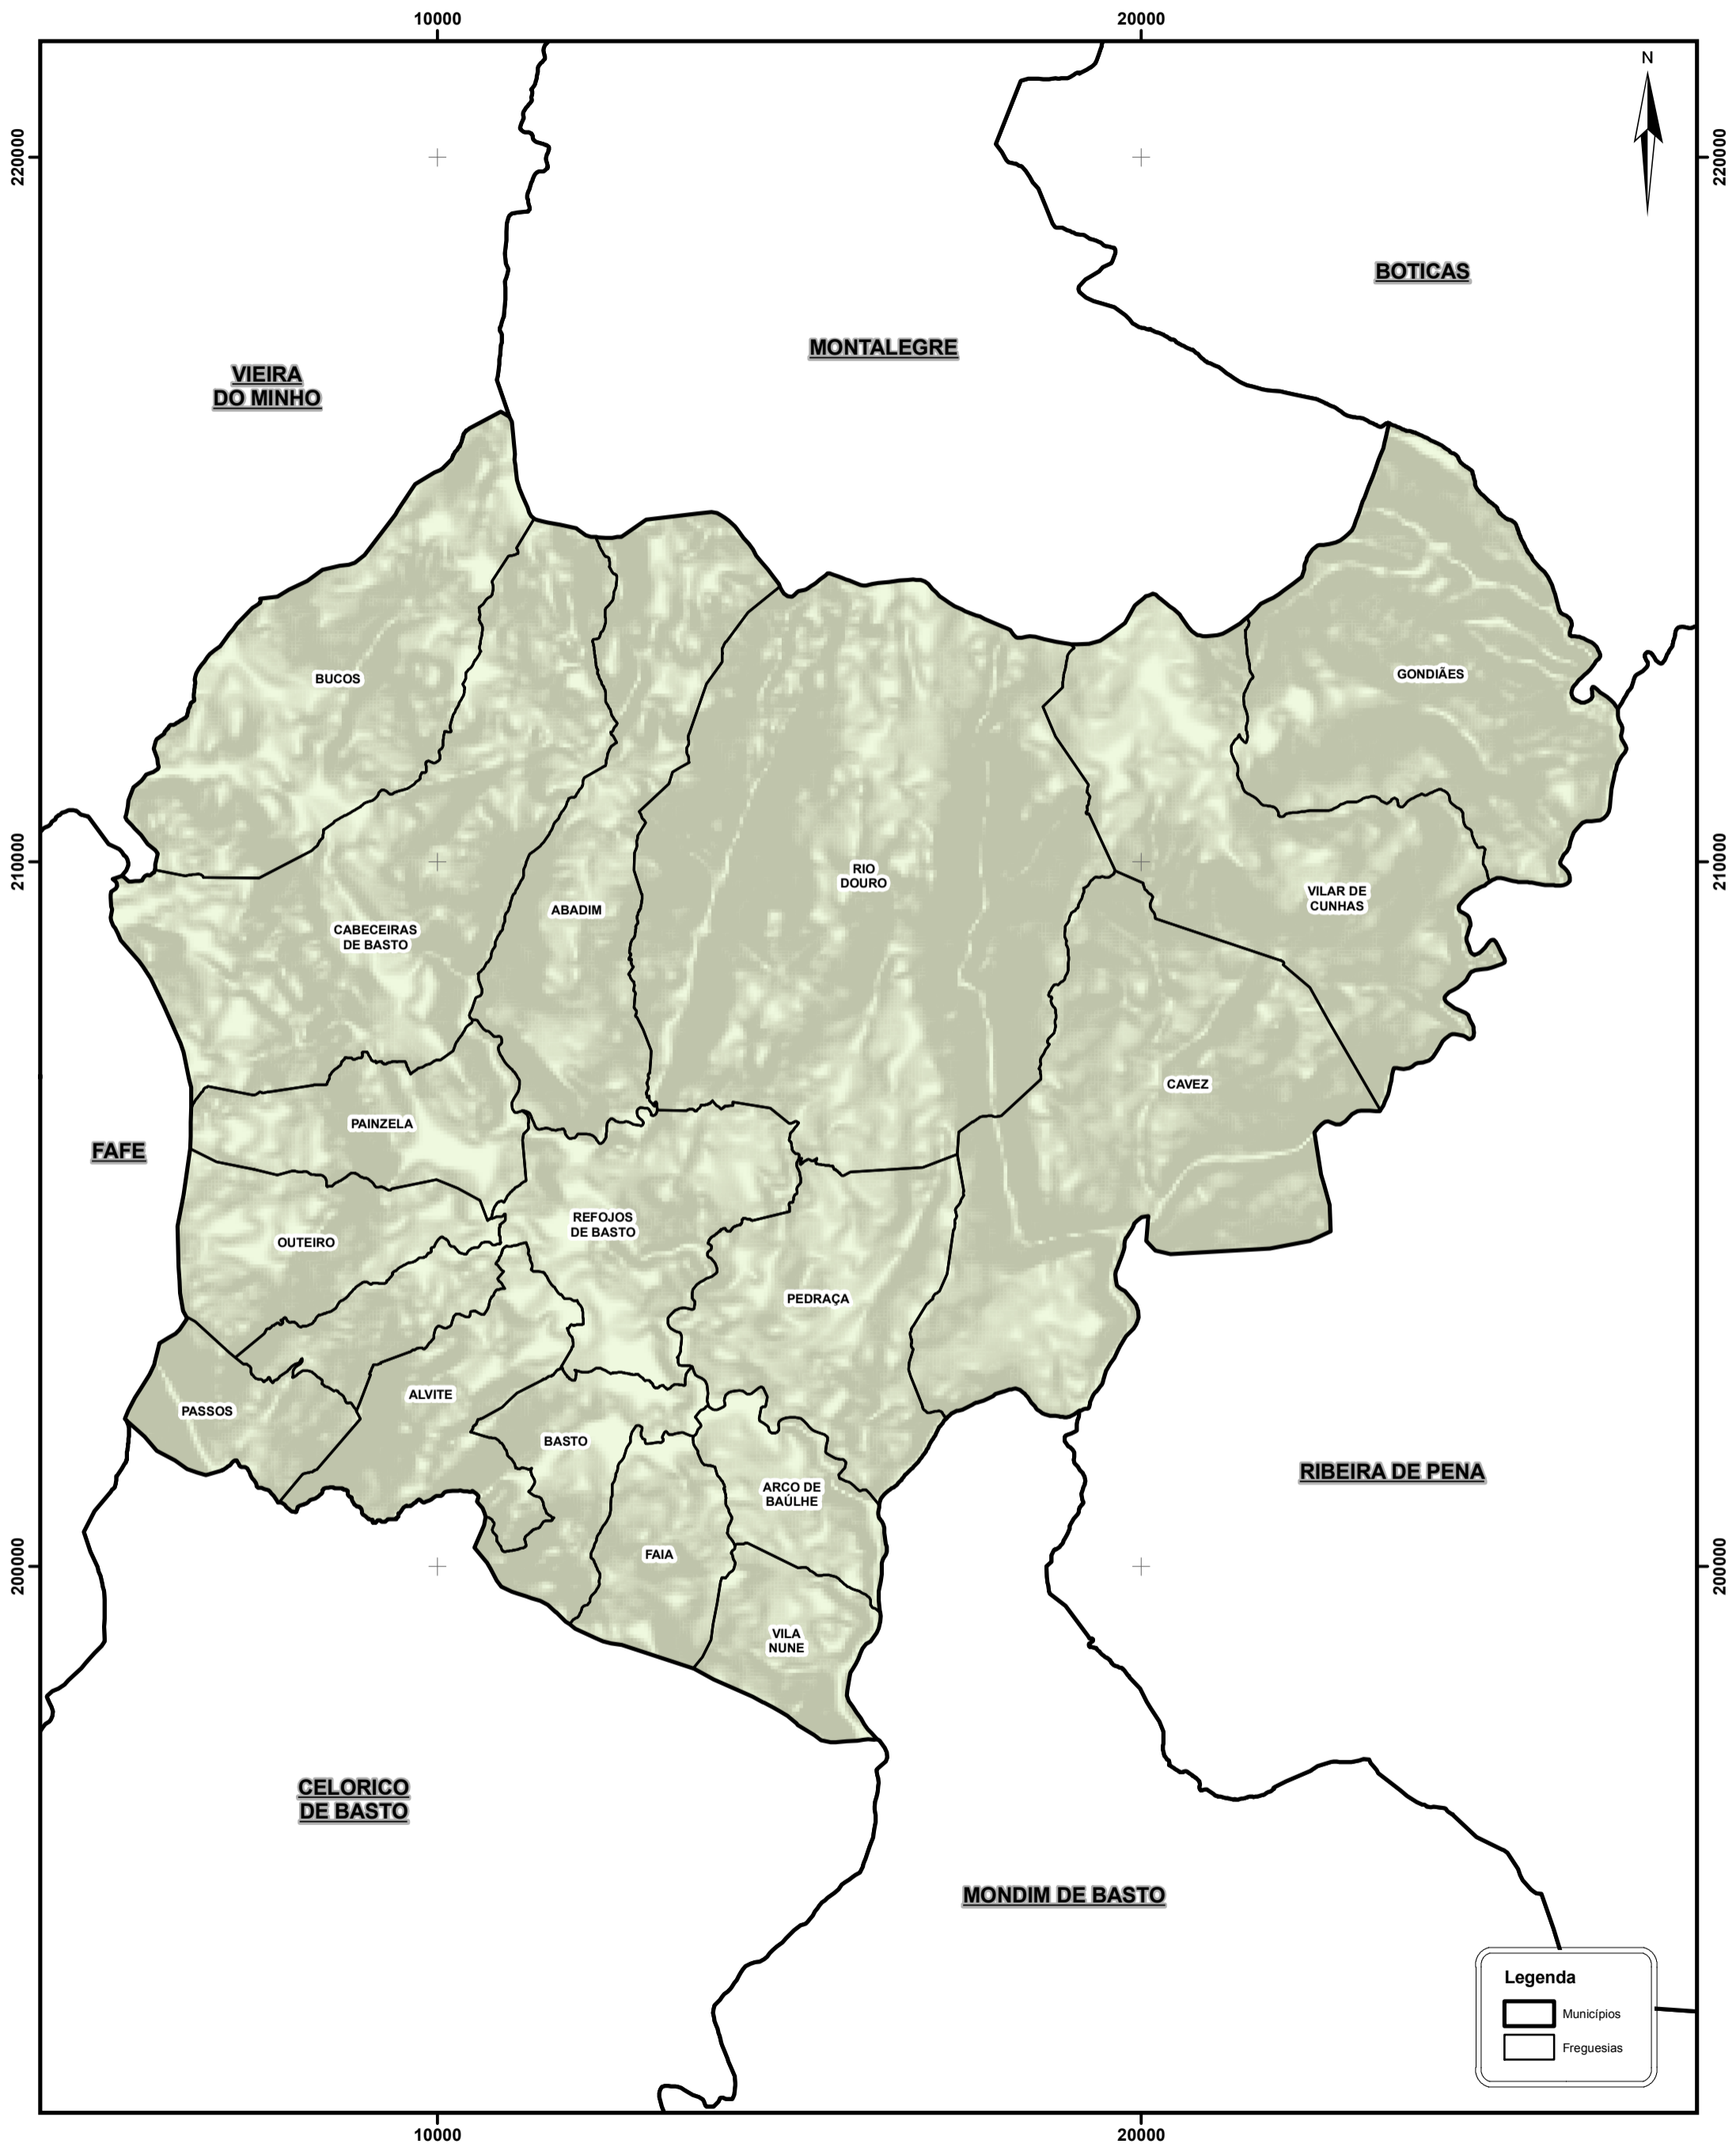 10000
20000
N
220000
220000
BOTICAS
MONTALEGRE
VIEIRA
DO MINHO
GONDIÃES
BUCOS
210000
210000
RIO
DOURO
VILAR DE
CUNHAS
ABADIM
CABECEIRAS
DE BASTO
CAVEZ
PAINZELA
FAFE
REFOJOS
DE BASTO
OUTEIRO
PEDRAÇA
ALVITE
PASSOS
BASTO
RIBEIRA DE PENA
ARCO DE
BAÚLHE
FAIA
200000
200000
VILA
NUNE
CELORICO
DE BASTO
MONDIM DE BASTO
Legenda
Municípios
Freguesias
10000
20000